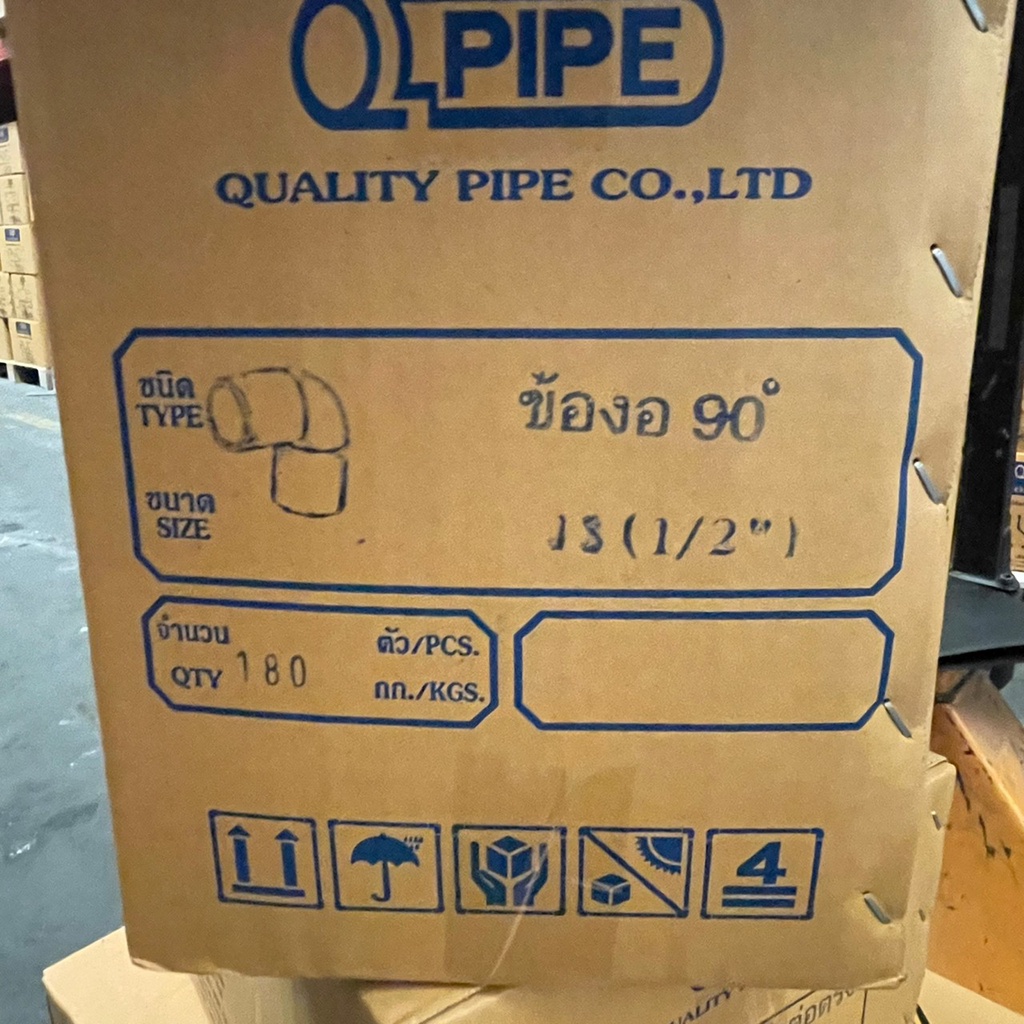 Q PIPE
QUALITY PIPE CO.,LTD
ชนิด
TYPE
ข้องอ 90°
ขนาด
SIZE
18 (1/2")
จำนวน
QTY 180
ตัว/PCS.
กก./KGS.
4